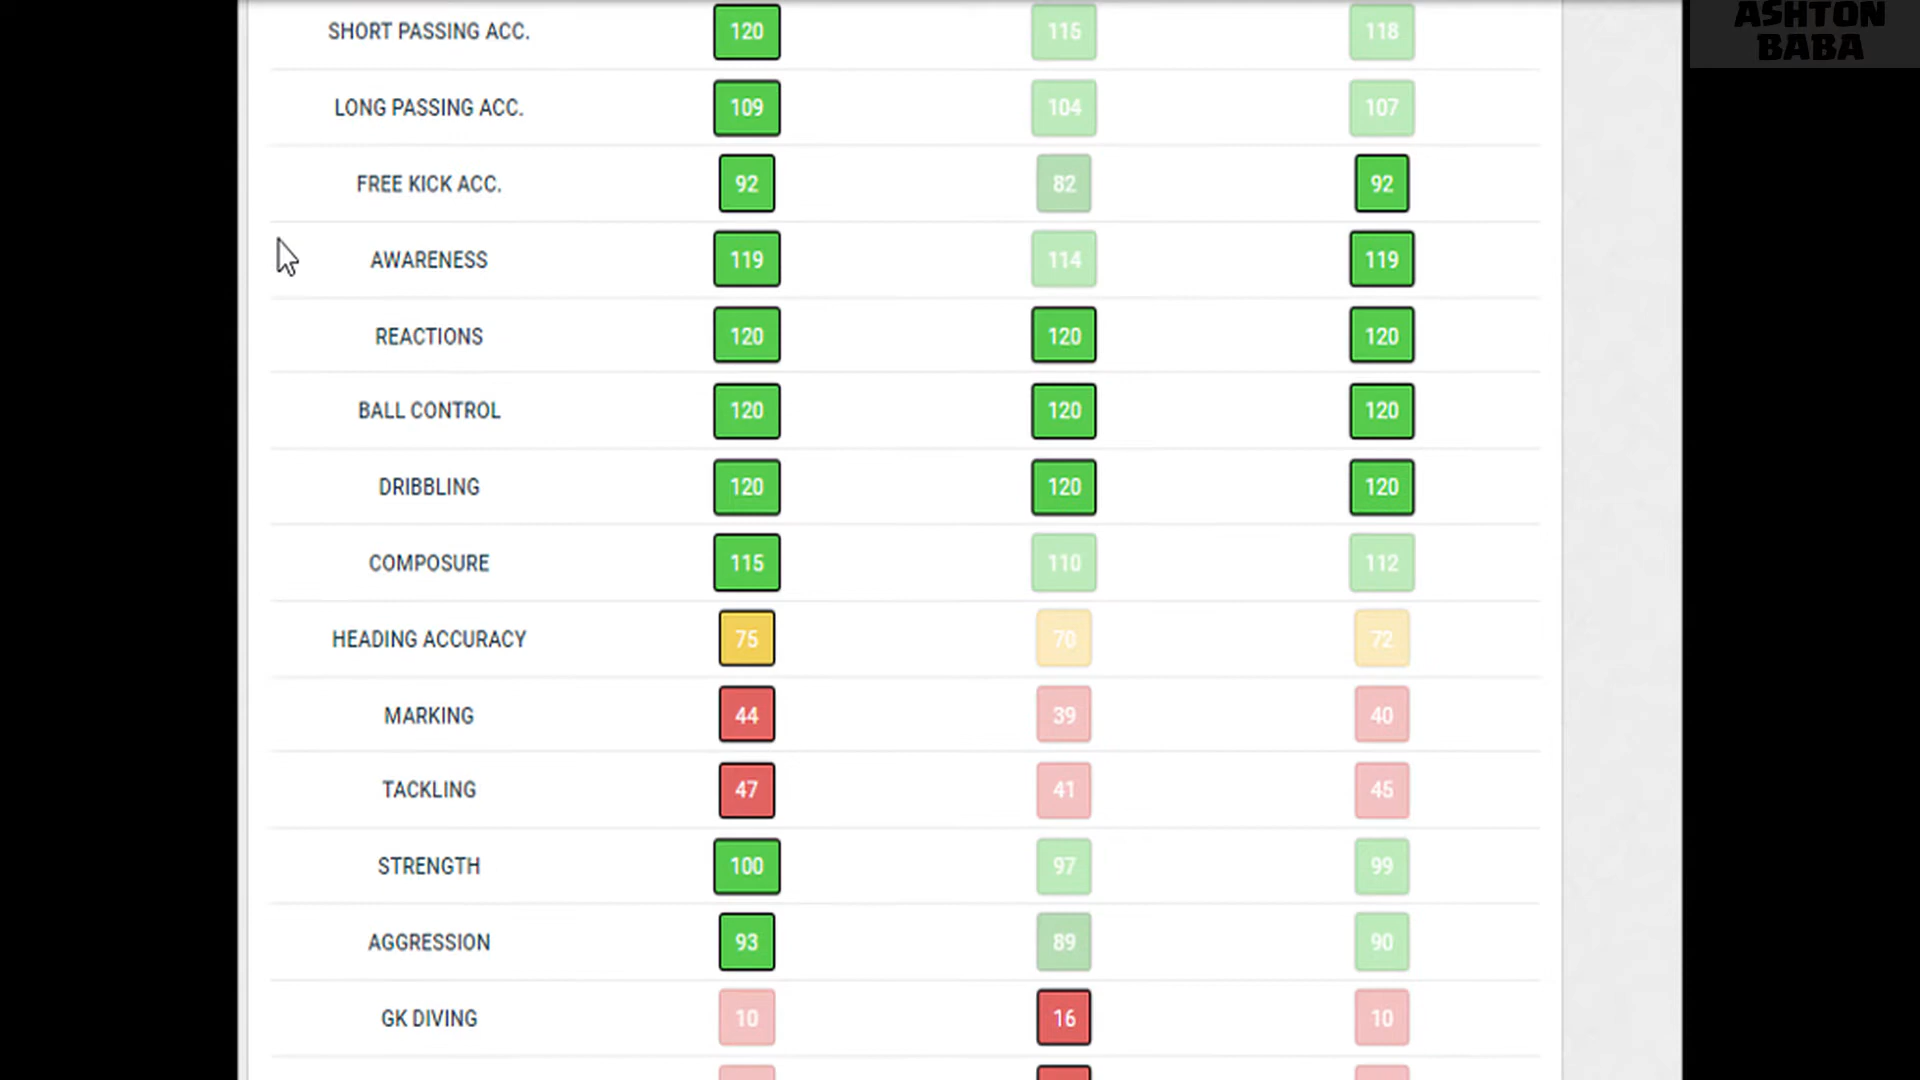 ASHTON
BABA
SHORT PASSING ACC. 120 115 118
LONG PASSING ACC. 109 104 107
FREE KICK ACC. 92 82 92
AWARENESS 119 114 119
REACTIONS 120 120 120
BALL CONTROL 120 120 120
DRIBBLING 120 120 120
COMPOSURE 115 110 112
HEADING ACCURACY 75 70 72
MARKING 44 39 40
TACKLING 47 41 45
STRENGTH 100 97 99
AGGRESSION 93 89 90
GK DIVING 10 16 10